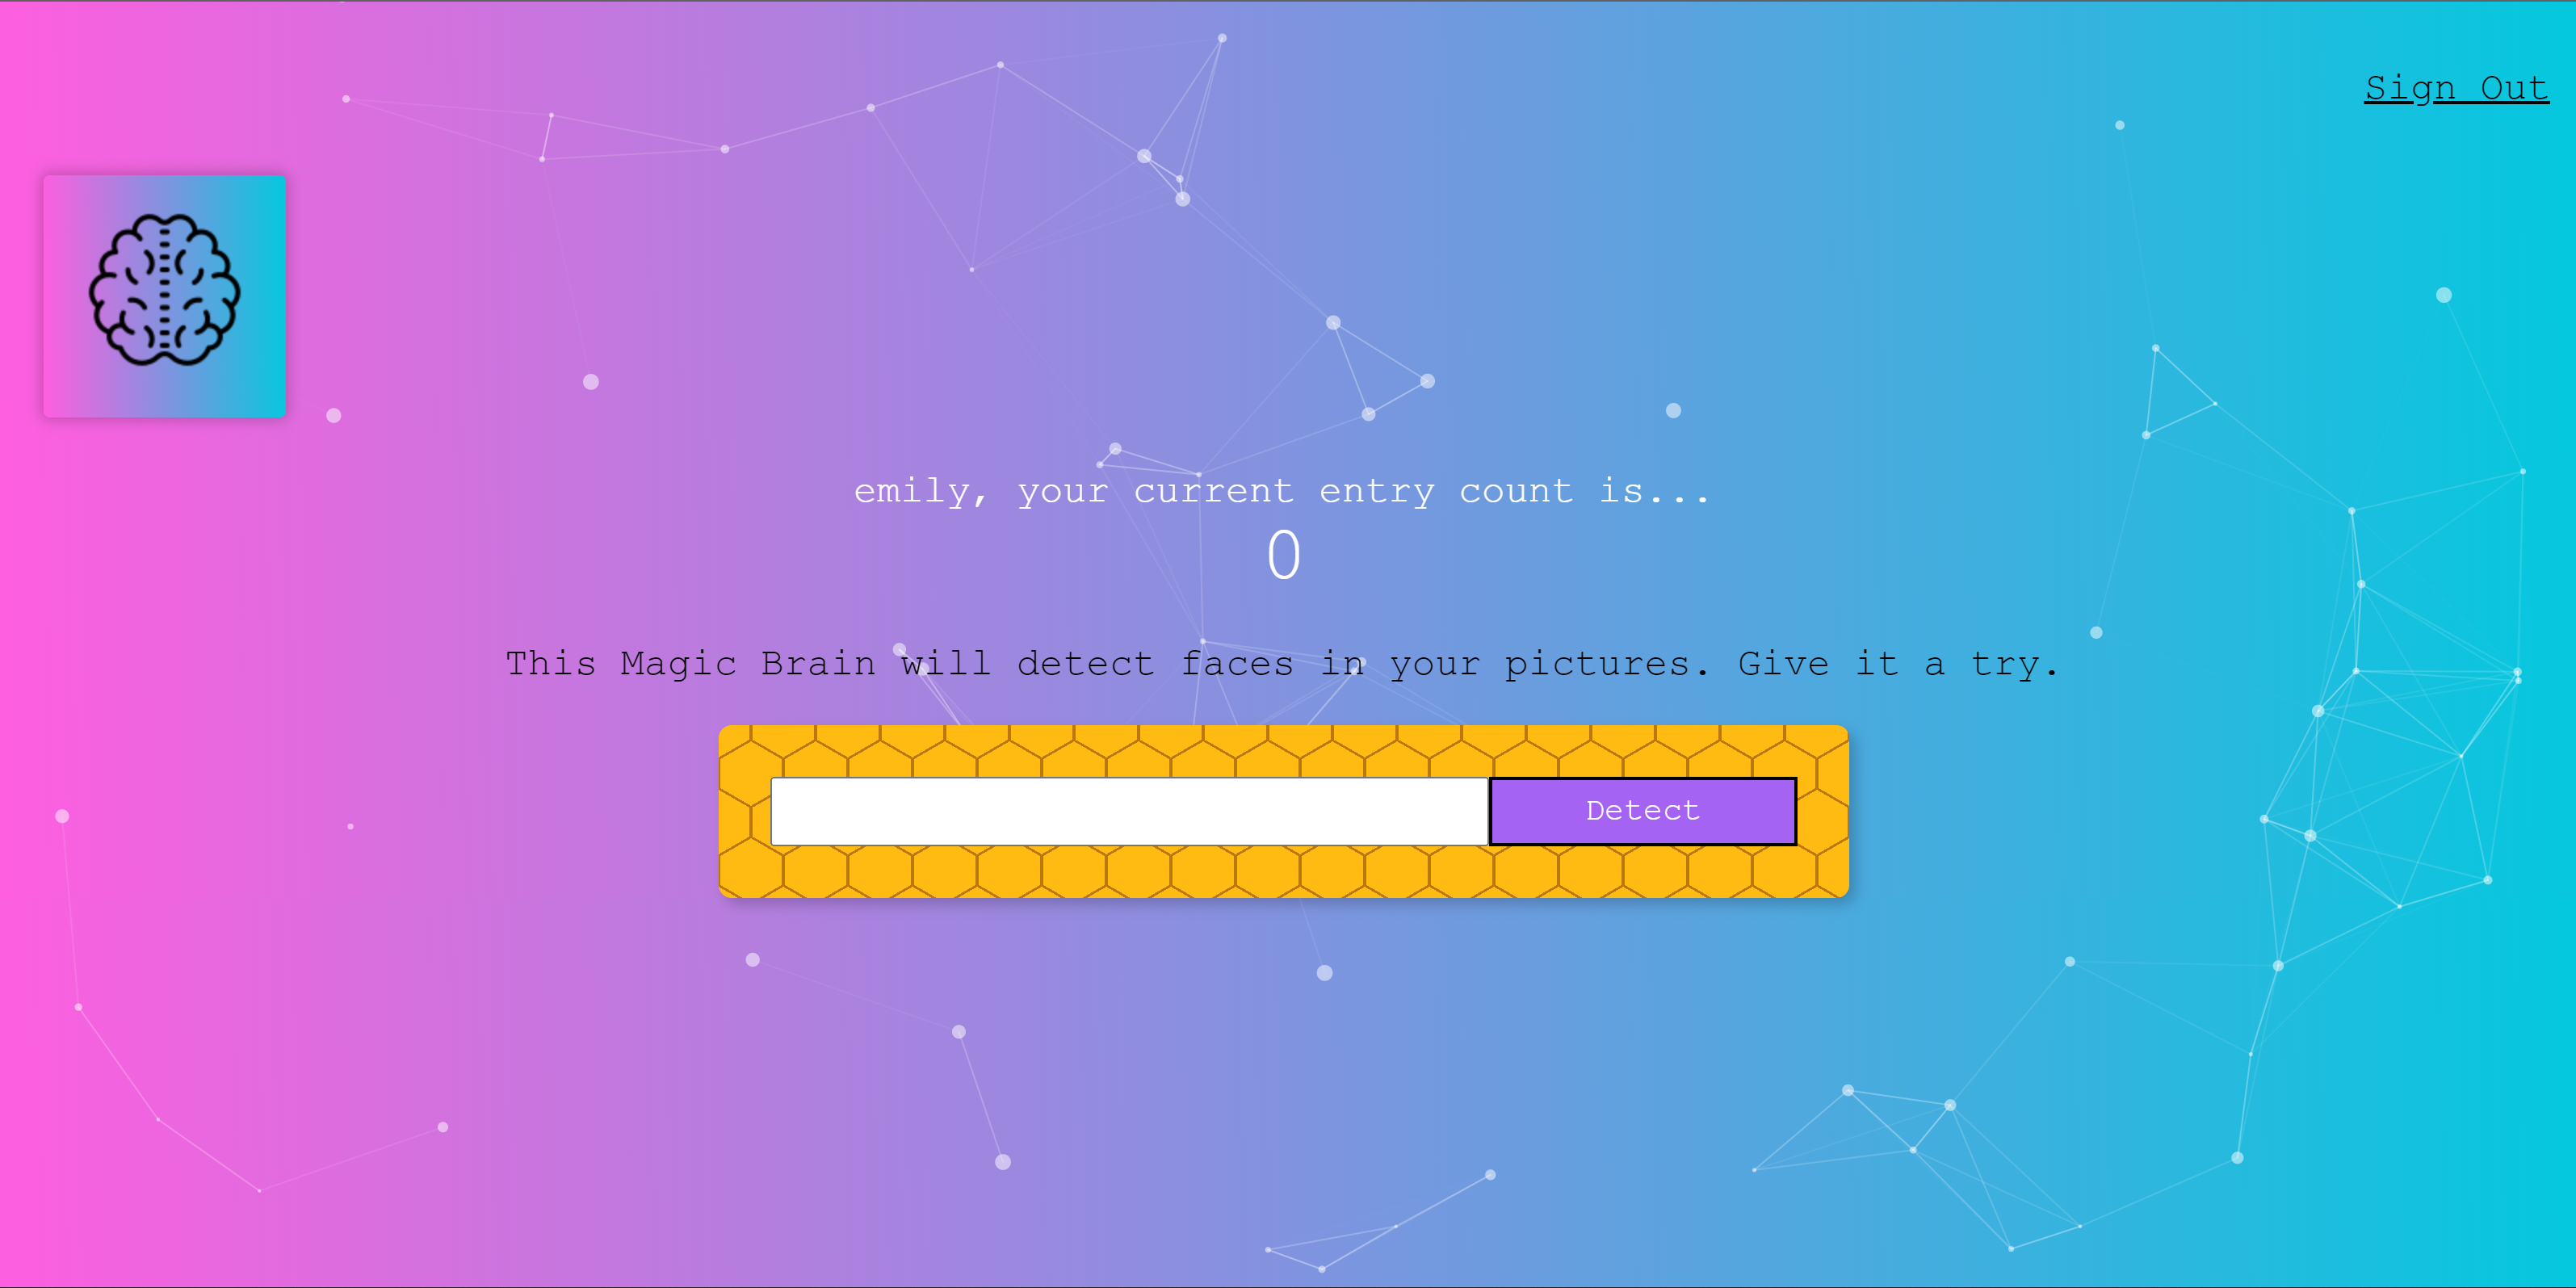 Sign Out
emily, your current entry count is...
0
This Magic Brain will detect faces in your pictures. Give it a try.
Detect